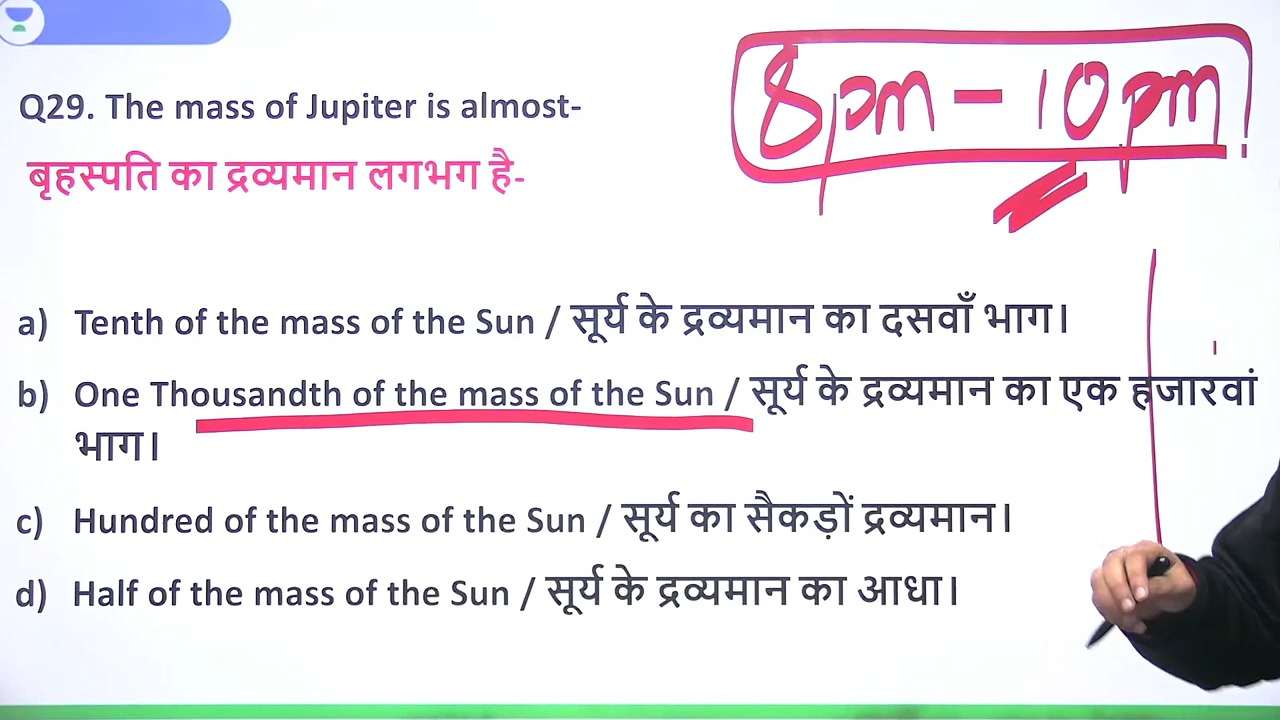 8pm - 10pm
Q29. The mass of Jupiter is almost-
बृहस्पति का द्रव्यमान लगभग है-
a) Tenth of the mass of the Sun / सूर्य के द्रव्यमान का दसवाँ भाग।
b) One Thousandth of the mass of the Sun / सूर्य के द्रव्यमान का एक हजारवां
भाग।
c) Hundred of the mass of the Sun / सूर्य का सैकड़ों द्रव्यमान।
d) Half of the mass of the Sun / सूर्य के द्रव्यमान का आधा।